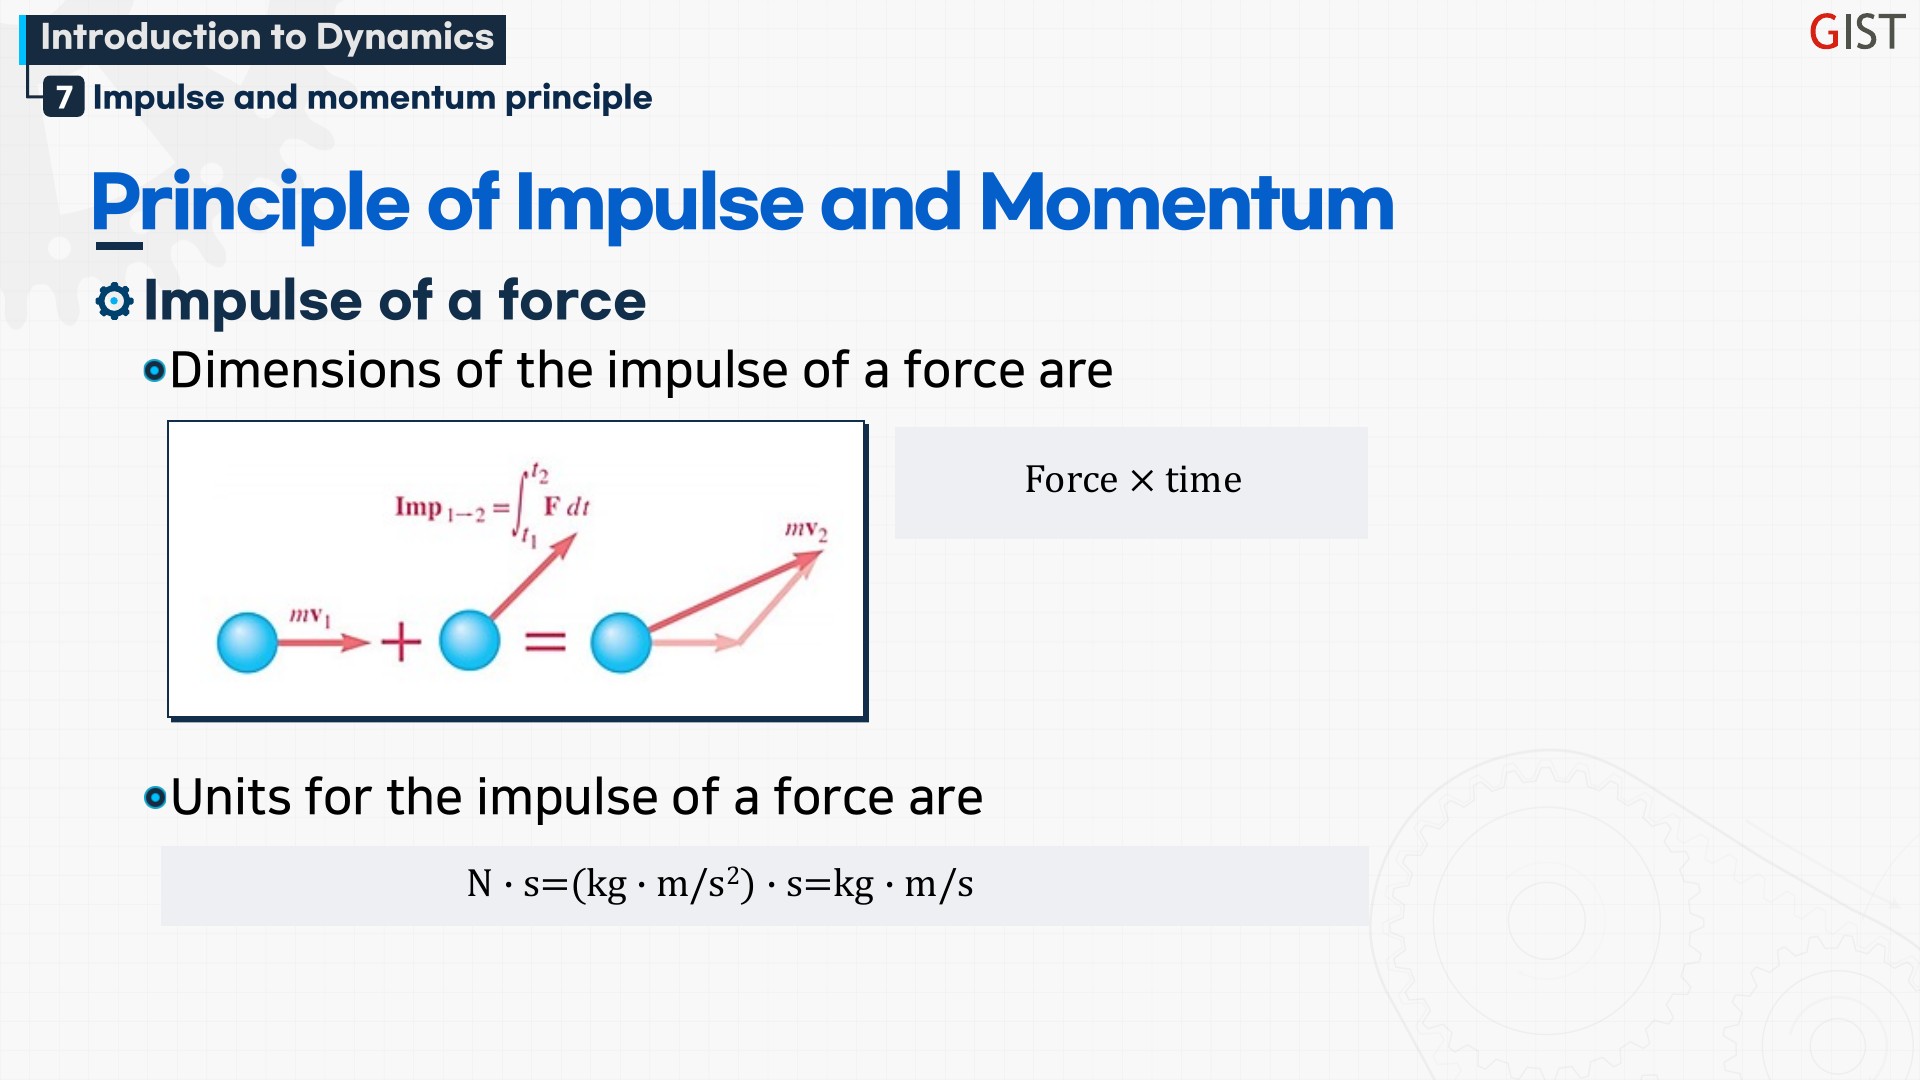 Introduction to Dynamics
GIST
7 Impulse and momentum principle
Principle of Impulse and Momentum
Impulse of a force
Dimensions of the impulse of a force are
Imp₁₋₂ = ∫ₜ₁ᵗ² F dt
mv₁
+
=
mv₂
Force × time
Units for the impulse of a force are
N · s=(kg · m/s²) · s=kg · m/s